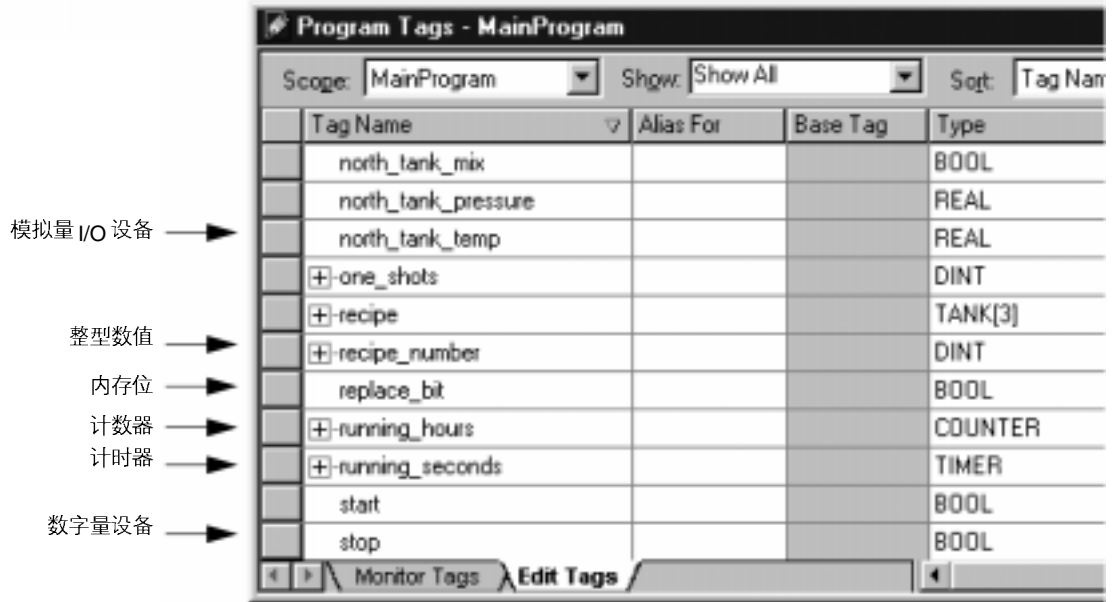 Program Tags - MainProgram
Scope: MainProgram Show: Show All Sort: Tag Nam
Tag Name Alias For Base Tag Type
north_tank_mix BOOL
north_tank_pressure REAL
模拟量 I/O 设备 north_tank_temp REAL
one_shots DINT
recipe TANK[3]
整型数值 recipe_number DINT
内存位 replace_bit BOOL
计数器 running_hours COUNTER
计时器 running_seconds TIMER
start BOOL
数字量设备 stop BOOL
Monitor Tags Edit Tags